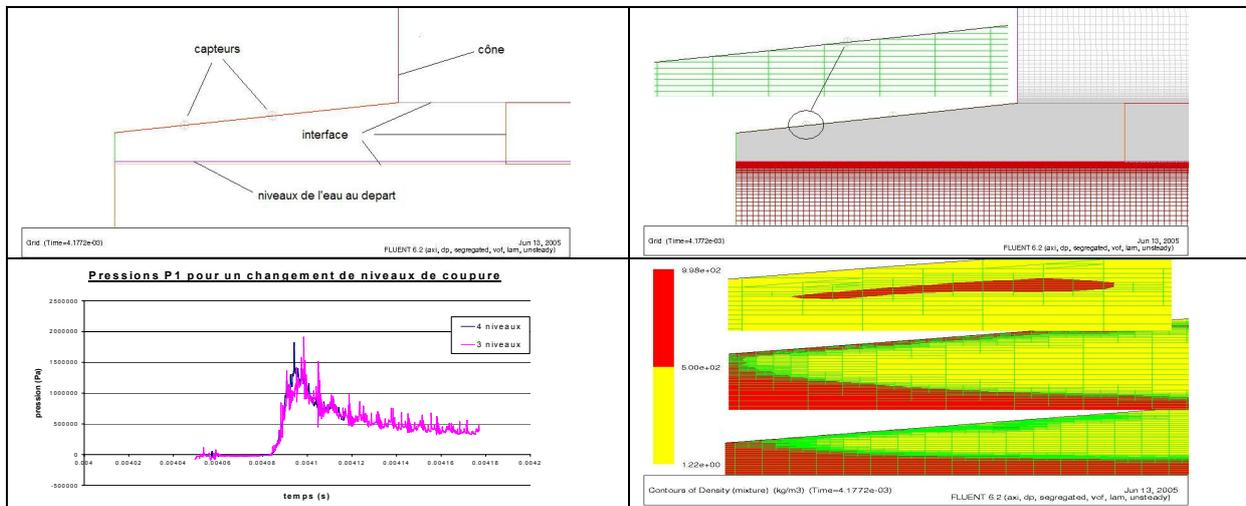 capteurs
cône
interface
niveaux de l'eau au depart
Grid (Time=4.1772e-03)
Jun 13, 2005
FLUENT 6.2 (axi, dp, segregated, vof, lam, unsteady)
Grid (Time=4.1772e-03)
Jun 13, 2005
FLUENT 6.2 (axi, dp, segregated, vof, lam, unsteady)
Pressions P1 pour un changement de niveaux de coupure
2500000
2000000
1500000
1000000
500000
0
-500000
pression (Pa)
4 niveaux
3 niveaux
0.004 0.00402 0.00404 0.00406 0.00408 0.0041 0.00412 0.00414 0.00416 0.00418 0.0042
temps (s)
9.98e+02
5.00e+02
1.22e+00
Contours of Density (mixture) (kg/m3) (Time=4.1772e-03)
Jun 13, 2005
FLUENT 6.2 (axi, dp, segregated, vof, lam, unsteady)